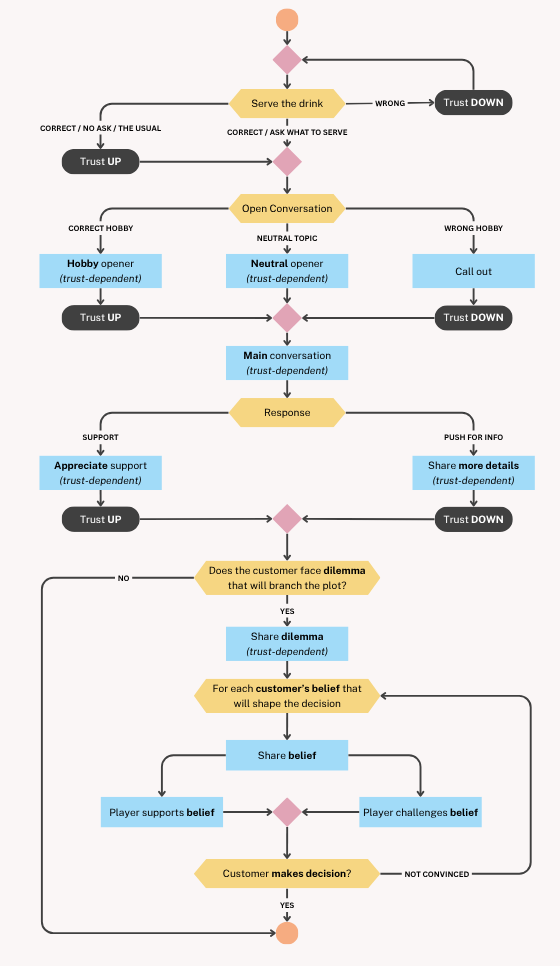 Serve the drink
WRONG
Trust DOWN
CORRECT / NO ASK / THE USUAL
CORRECT / ASK WHAT TO SERVE
Trust UP
Open Conversation
CORRECT HOBBY
NEUTRAL TOPIC
WRONG HOBBY
Hobby opener
(trust-dependent)
Neutral opener
(trust-dependent)
Call out
Trust UP
Trust DOWN
Main conversation
(trust-dependent)
Response
SUPPORT
PUSH FOR INFO
Appreciate support
(trust-dependent)
Share more details
(trust-dependent)
Trust UP
Trust DOWN
Does the customer face dilemma
that will branch the plot?
NO
YES
Share dilemma
(trust-dependent)
For each customer's belief that
will shape the decision
Share belief
Player supports belief
Player challenges belief
Customer makes decision?
NOT CONVINCED
YES